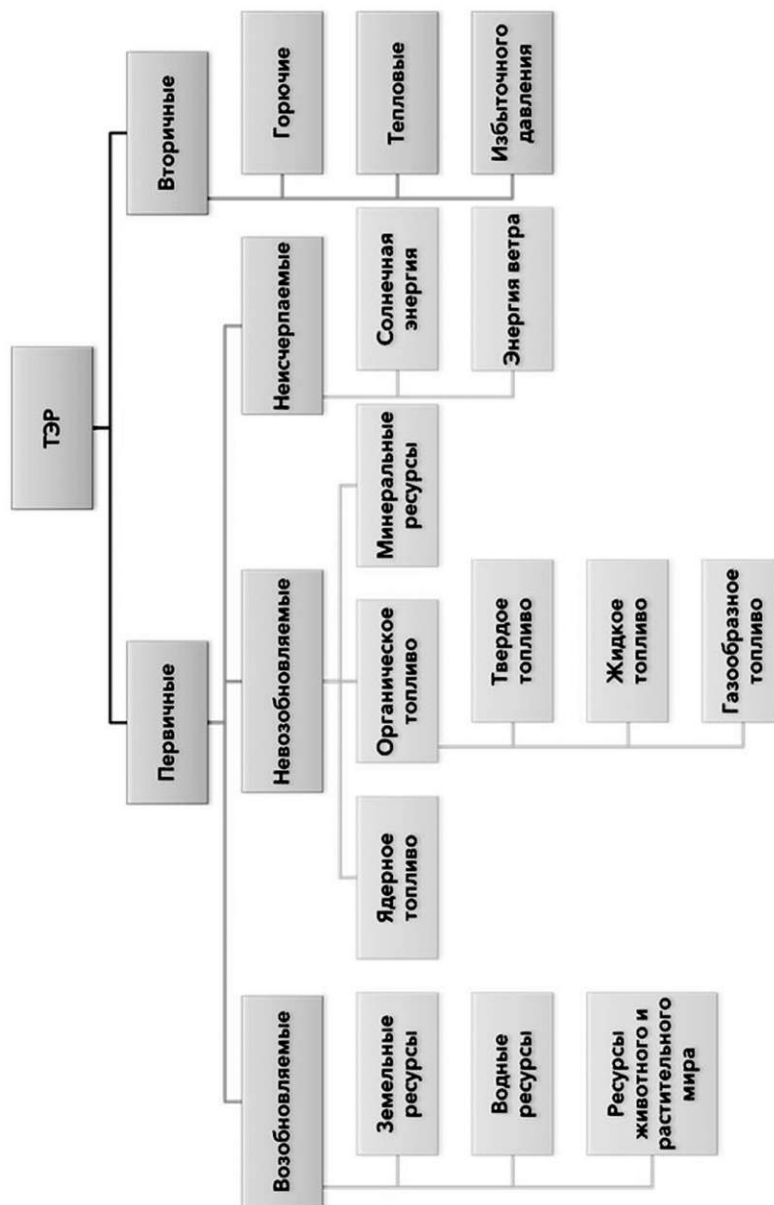 ТЭР
Первичные
Вторичные
Возобновляемые
Невозобновляемые
Неисчерпаемые
Горючие
Земельные
ресурсы
Ядерное
топливо
Органическое
топливо
Минеральные
ресурсы
Солнечная
энергия
Тепловые
Водные
ресурсы
Твердое
топливо
Энергия ветра
Избыточного
давления
Ресурсы
животного и
растительного
мира
Жидкое
топливо
Газообразное
топливо